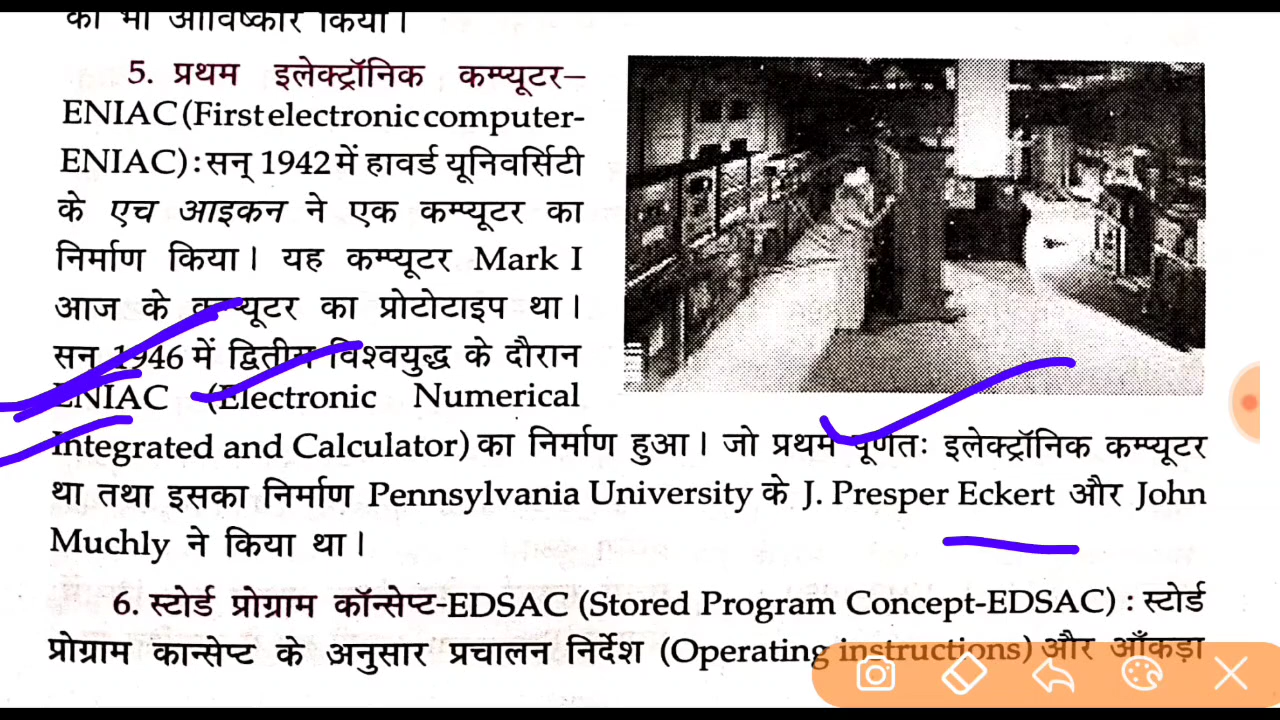 का भी आविष्कार किया।
5. प्रथम इलेक्ट्रॉनिक कम्प्यूटर–
ENIAC (First electronic computer-
ENIAC) : सन् 1942 में हावर्ड यूनिवर्सिटी
के एच आइकन ने एक कम्प्यूटर का
निर्माण किया। यह कम्प्यूटर Mark I
आज के कम्प्यूटर का प्रोटोटाइप था।
सन् 1946 में द्वितीय विश्वयुद्ध के दौरान
ENIAC (Electronic Numerical
Integrated and Calculator) का निर्माण हुआ। जो प्रथम पूर्णतः इलेक्ट्रॉनिक कम्प्यूटर
था तथा इसका निर्माण Pennsylvania University के J. Presper Eckert और John
Muchly ने किया था।
6. स्टोर्ड प्रोग्राम कॉन्सेप्ट-EDSAC (Stored Program Concept-EDSAC) : स्टोर्ड
प्रोग्राम कान्सेप्ट के अनुसार प्रचालन निर्देश (Operating instructions) और आँकड़ा